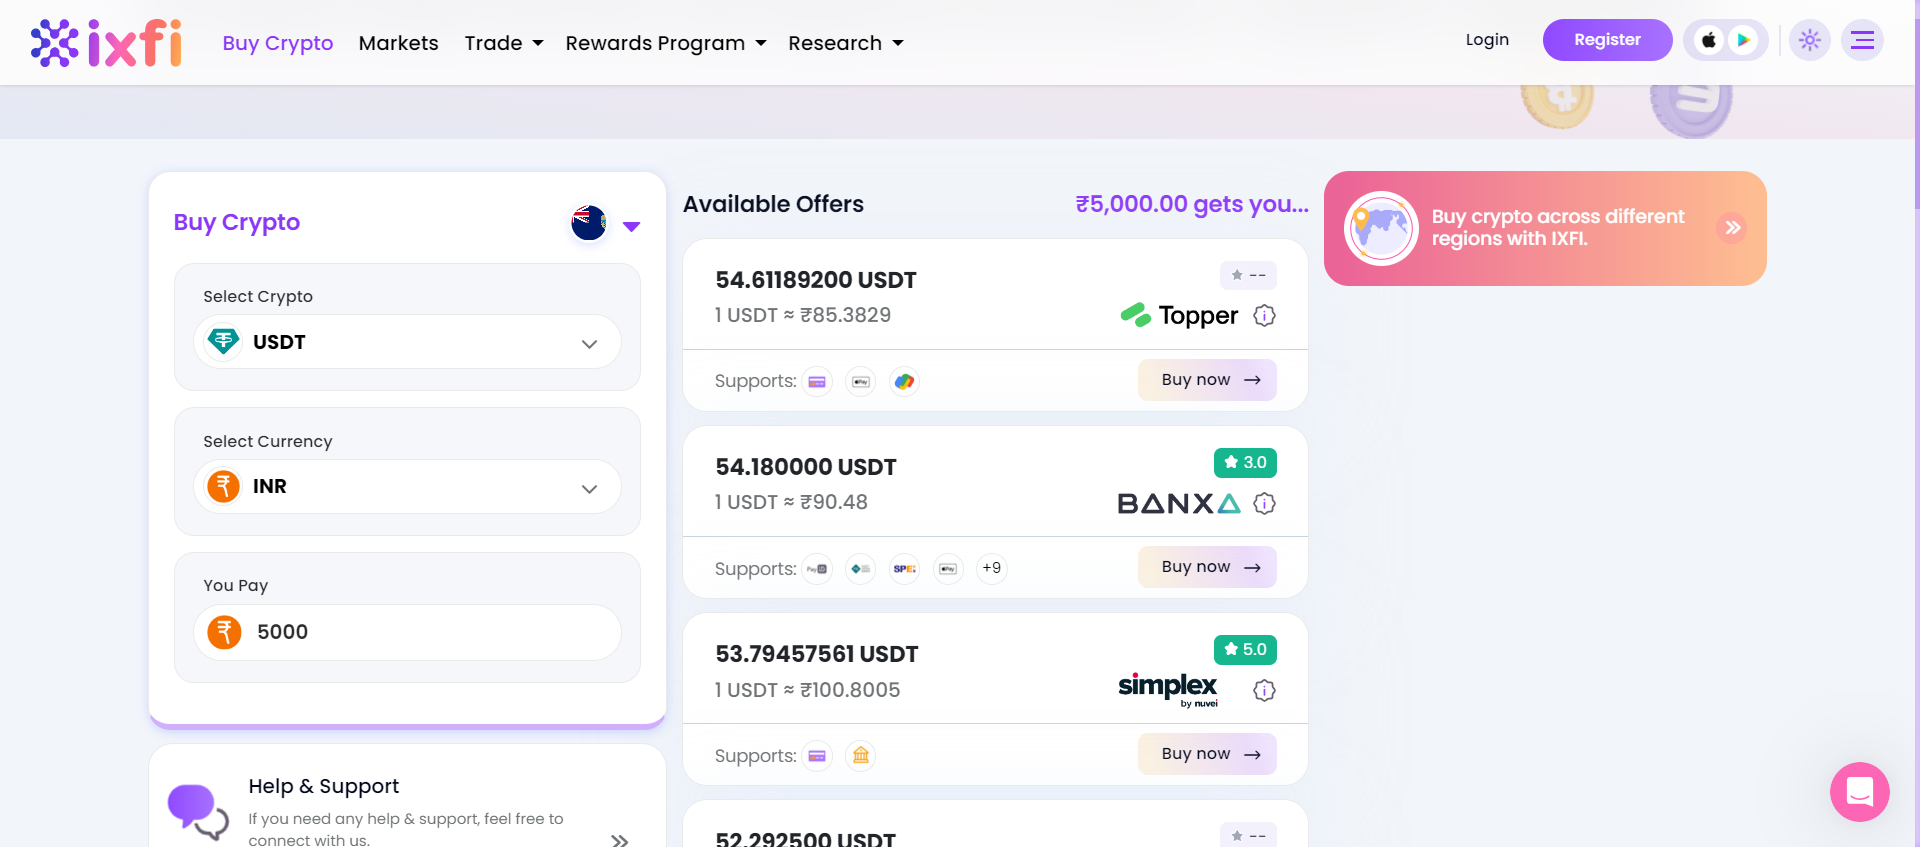 ixfi
Buy Crypto
Markets
Trade
Rewards Program
Research
Login
Register
Buy Crypto
Select Crypto
USDT
Select Currency
INR
You Pay
5000
Help & Support
If you need any help & support, feel free to
connect with us.
Available Offers
₹5,000.00 gets you...
54.61189200 USDT
--
1 USDT ≈ ₹85.3829
Topper
Supports:
Pay
Buy now
54.180000 USDT
3.0
1 USDT ≈ ₹90.48
BANXA
Supports:
PayID
SPEI
Pay
+9
Buy now
53.79457561 USDT
5.0
1 USDT ≈ ₹100.8005
simplex
by nuvei
Supports:
Buy now
52.292500 USDT
--
Buy crypto across different
regions with IXFI.